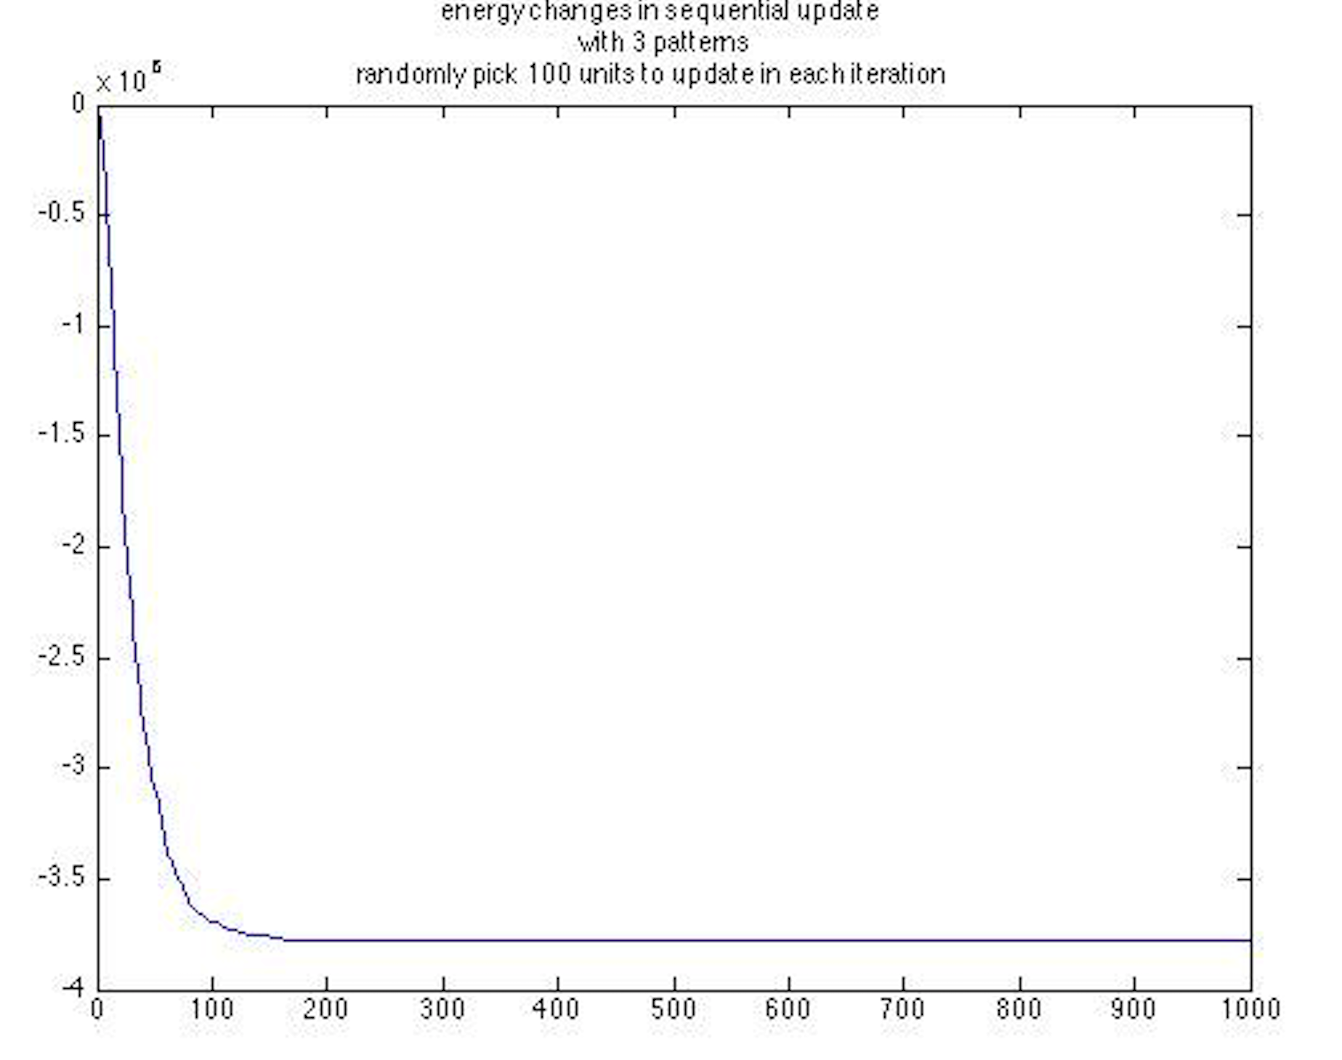 energy changes in sequential update
with 3 patterns
randomly pick 100 units to update in each iteration
× 10
0
-0.5
-1
-1.5
-2
-2.5
-3
-3.5
-4
0 100 200 300 400 500 600 700 800 900 1000